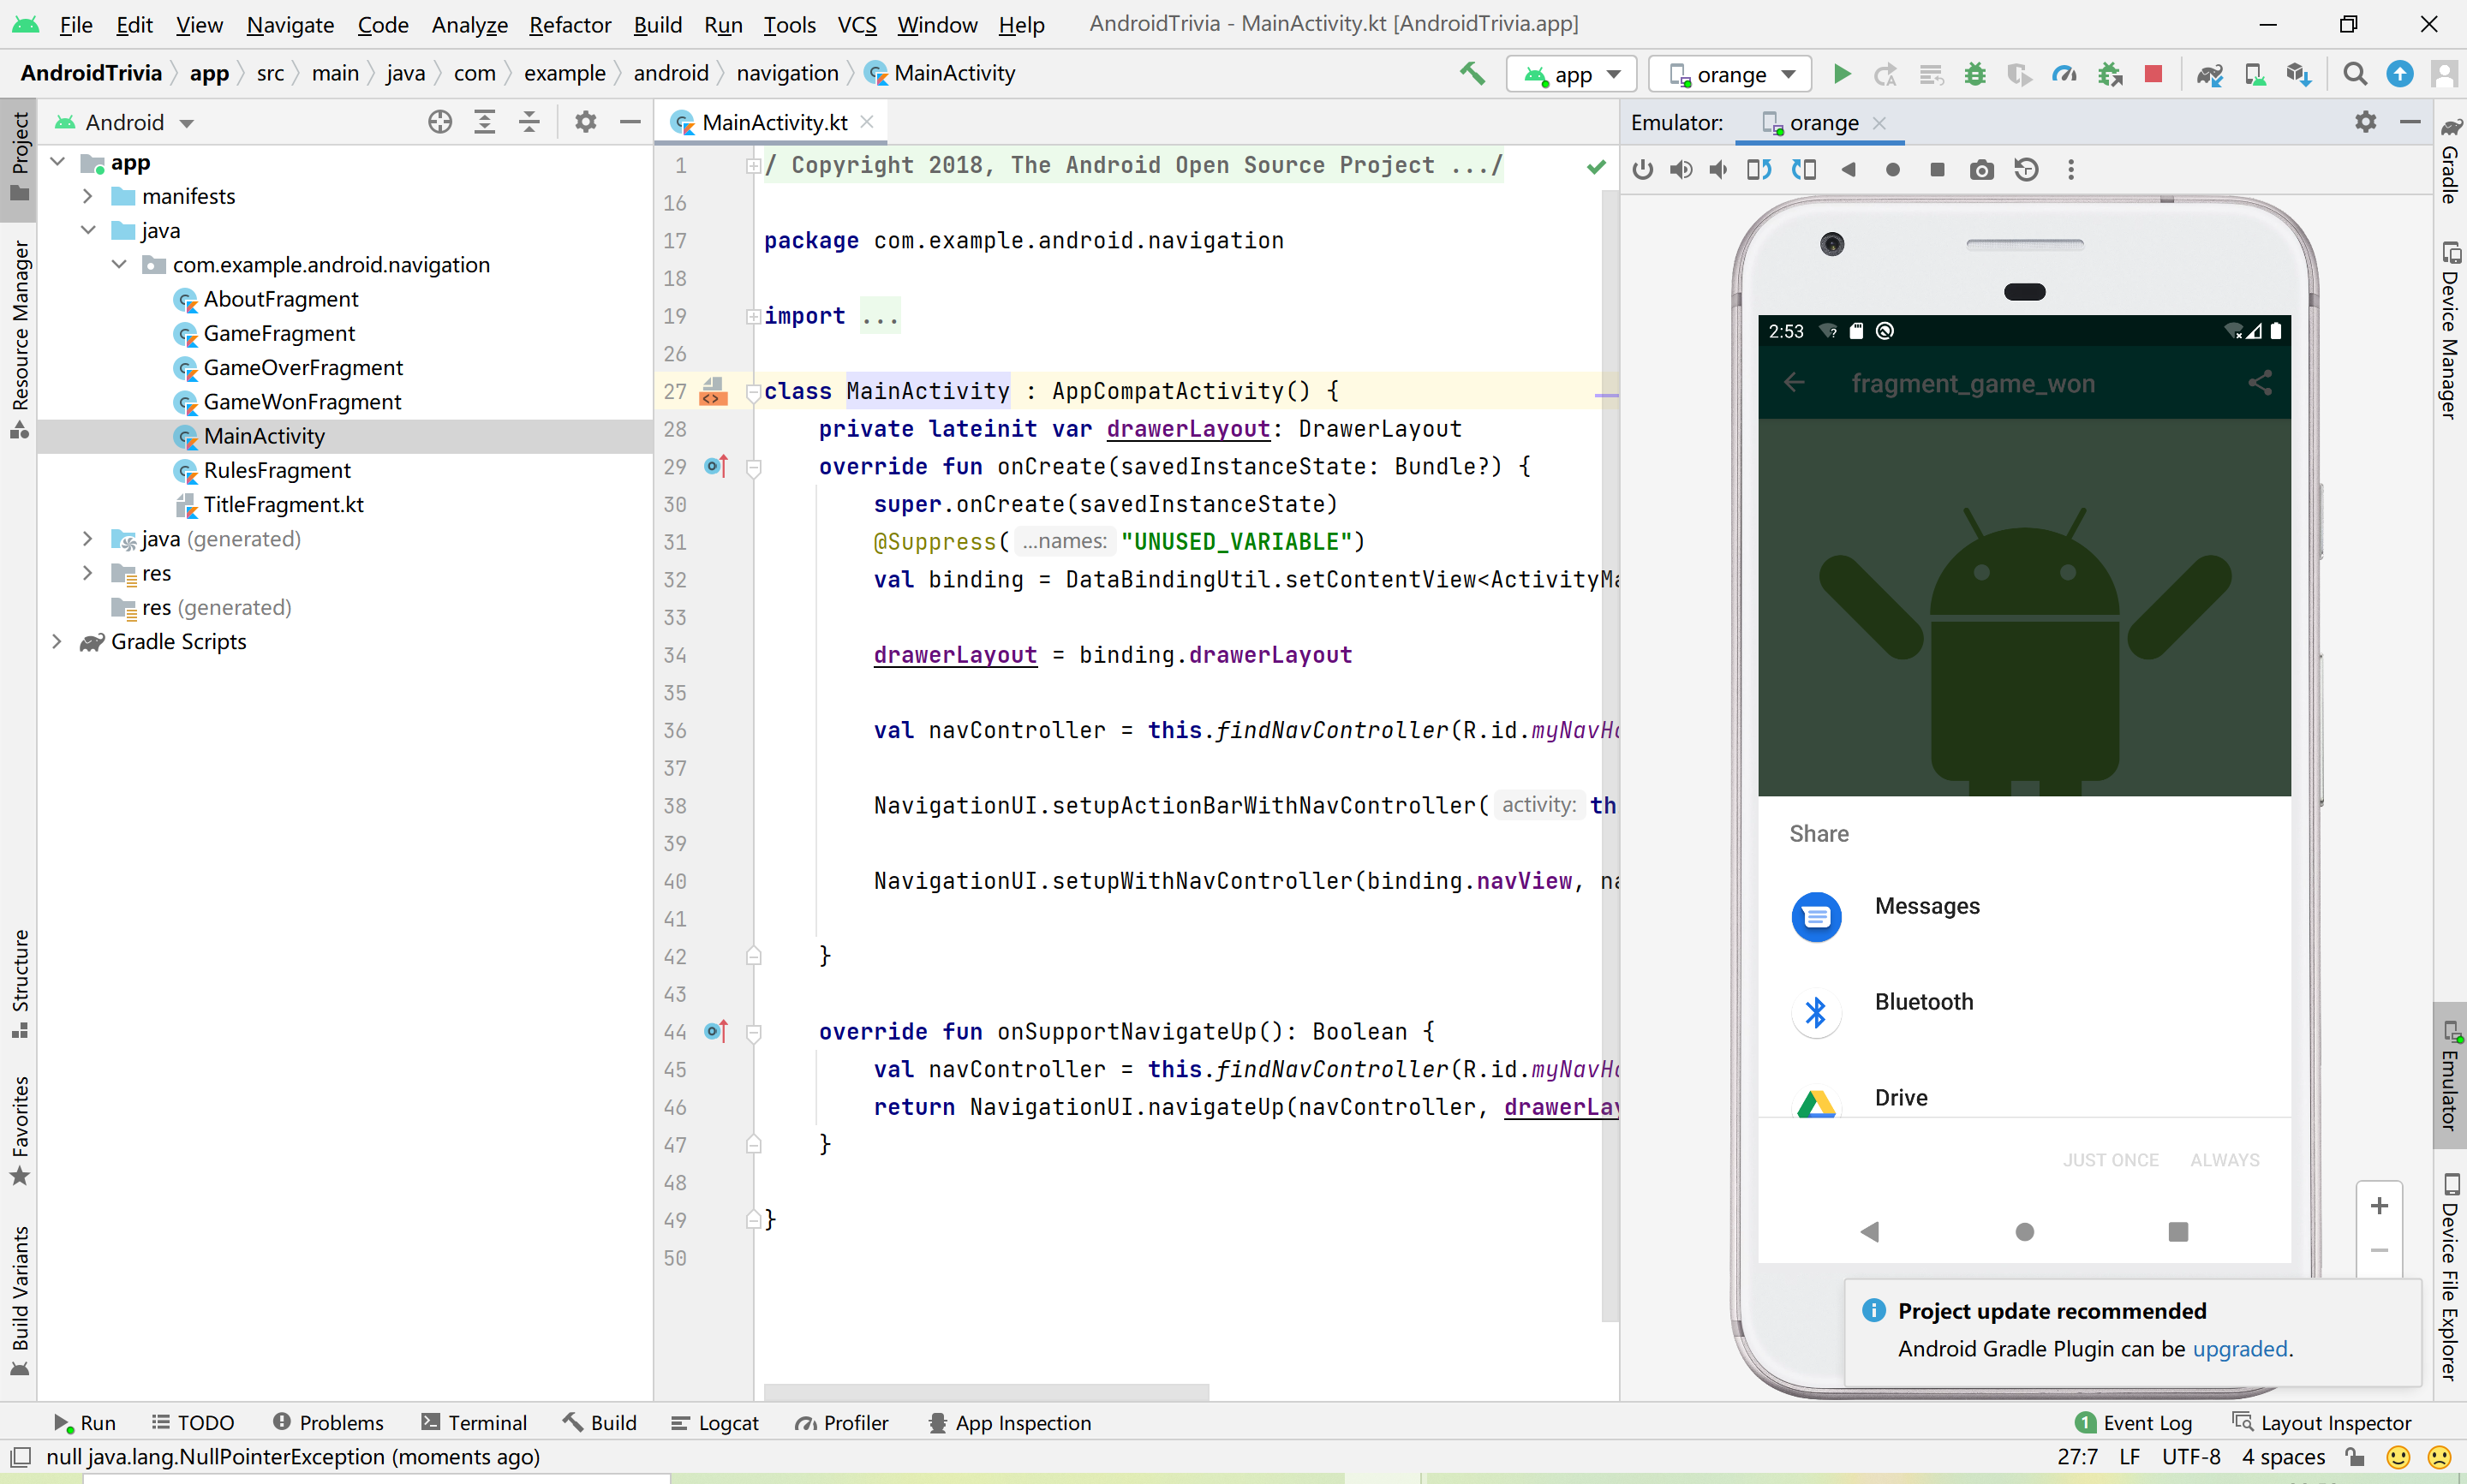 File Edit View Navigate Code Analyze Refactor Build Run Tools VCS Window Help AndroidTrivia - MainActivity.kt [AndroidTrivia.app]
AndroidTrivia app src main java com example android navigation MainActivity app orange
Project
Resource Manager
Structure
Favorites
Build Variants
Android
app
manifests
java
com.example.android.navigation
AboutFragment
GameFragment
GameOverFragment
GameWonFragment
MainActivity
RulesFragment
TitleFragment.kt
java (generated)
res
res (generated)
Gradle Scripts
MainActivity.kt
1 / Copyright 2018, The Android Open Source Project .../
16
17 package com.example.android.navigation
18
19 import ...
26
27 class MainActivity : AppCompatActivity() {
28 private lateinit var drawerLayout: DrawerLayout
29 override fun onCreate(savedInstanceState: Bundle?) {
30 super.onCreate(savedInstanceState)
31 @Suppress( ...names: "UNUSED_VARIABLE")
32 val binding = DataBindingUtil.setContentView<ActivityMa
33
34 drawerLayout = binding.drawerLayout
35
36 val navController = this.findNavController(R.id.myNavHo
37
38 NavigationUI.setupActionBarWithNavController( activity: th
39
40 NavigationUI.setupWithNavController(binding.navView, na
41
42 }
43
44 override fun onSupportNavigateUp(): Boolean {
45 val navController = this.findNavController(R.id.myNavHo
46 return NavigationUI.navigateUp(navController, drawerLay
47 }
48
49 }
50
Emulator: orange
2:53
fragment_game_won
Share
Messages
Bluetooth
Drive
JUST ONCE ALWAYS
Project update recommended
Android Gradle Plugin can be upgraded.
Gradle
Device Manager
Emulator
Device File Explorer
Run TODO Problems Terminal Build Logcat Profiler App Inspection 1 Event Log Layout Inspector
null java.lang.NullPointerException (moments ago) 27:7 LF UTF-8 4 spaces